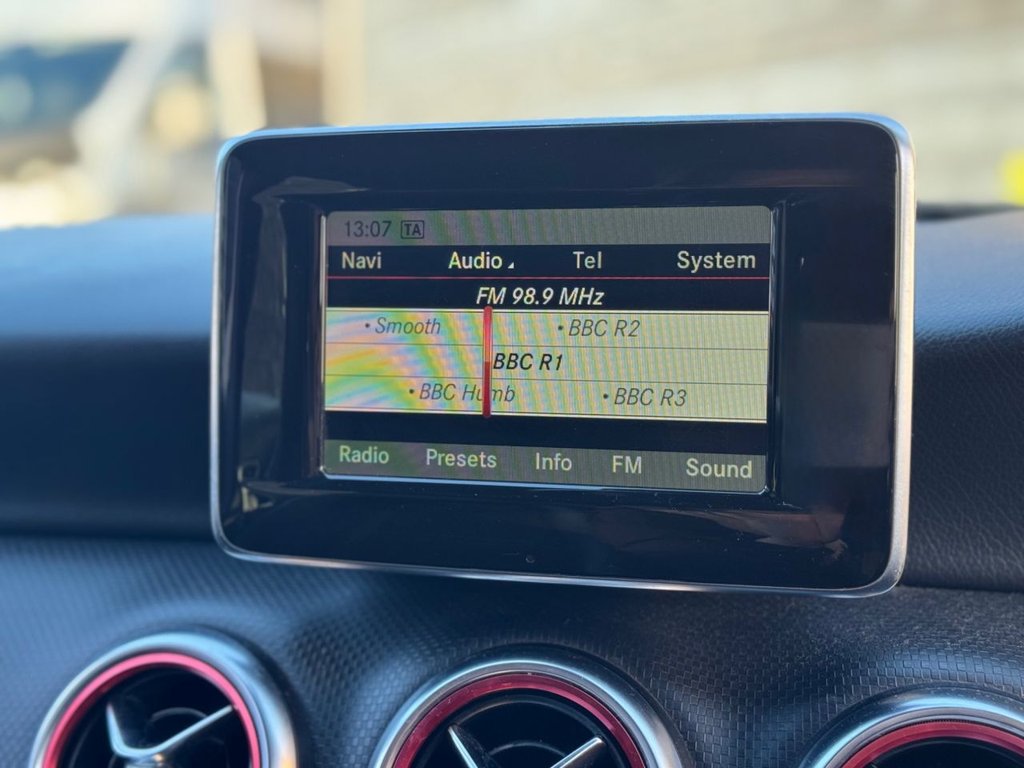 13:07 TA
Navi Audio Tel System
FM 98.9 MHz
• Smooth • BBC R2
BBC R1
• BBC Humb • BBC R3
Radio Presets Info FM Sound